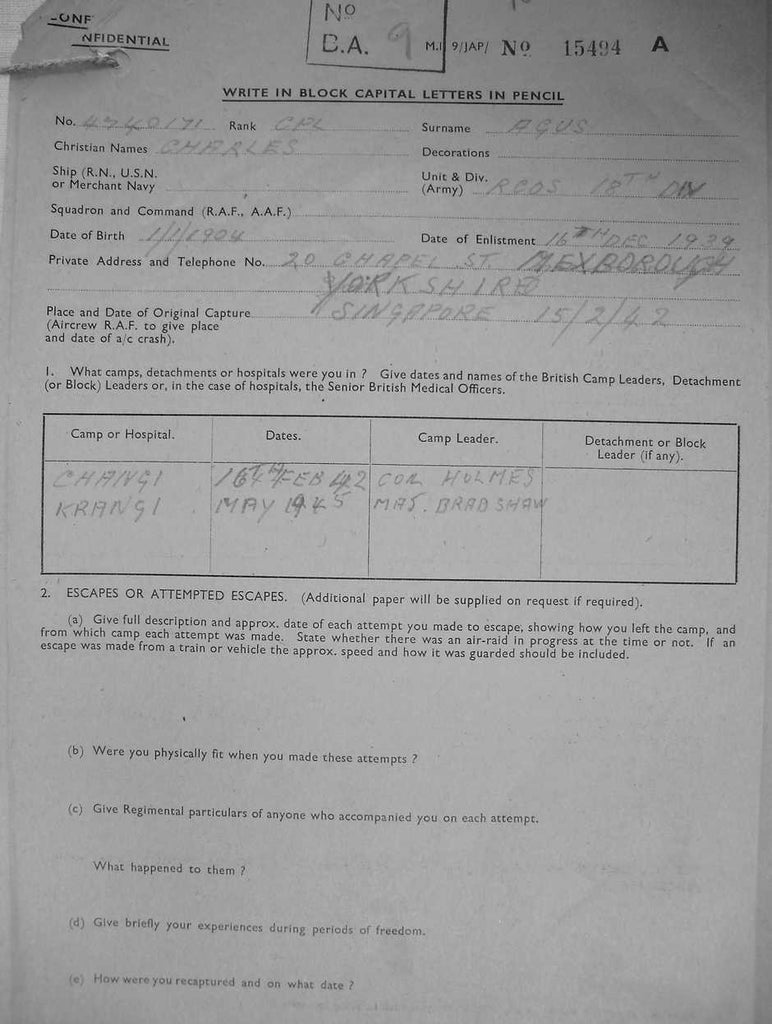 NFIDENTIAL
No
B.A. 9
M.I 9/JAP/ No 15494 A
WRITE IN BLOCK CAPITAL LETTERS IN PENCIL
No. Rank CPL Surname AGUS
Christian Names CHARLES Decorations
Ship (R.N., U.S.N. or Merchant Navy
Unit & Div. (Army) RCOS 18TH DIV
Squadron and Command (R.A.F., A.A.F.)
Date of Birth 1/1/1904 Date of Enlistment 16TH DEC 1939
Private Address and Telephone No. 20 CHAPEL ST MEXBOROUGH
YORKSHIRE
Place and Date of Original Capture SINGAPORE 15/2/42
(Aircrew R.A.F. to give place
and date of a/c crash).
1. What camps, detachments or hospitals were you in ? Give dates and names of the British Camp Leaders, Detachment
(or Block) Leaders or, in the case of hospitals, the Senior British Medical Officers.
Camp or Hospital. Dates. Camp Leader. Detachment or Block Leader (if any).
CHANGI 16TH FEB 42 COL HOLMES
KRANGI MAY 1945 MAJ. BRADSHAW
2. ESCAPES OR ATTEMPTED ESCAPES. (Additional paper will be supplied on request if required).
(a) Give full description and approx. date of each attempt you made to escape, showing how you left the camp, and
from which camp each attempt was made. State whether there was an air-raid in progress at the time or not. If an
escape was made from a train or vehicle the approx. speed and how it was guarded should be included.
(b) Were you physically fit when you made these attempts ?
(c) Give Regimental particulars of anyone who accompanied you on each attempt.
What happened to them ?
(d) Give briefly your experiences during periods of freedom.
(e) How were you recaptured and on what date ?